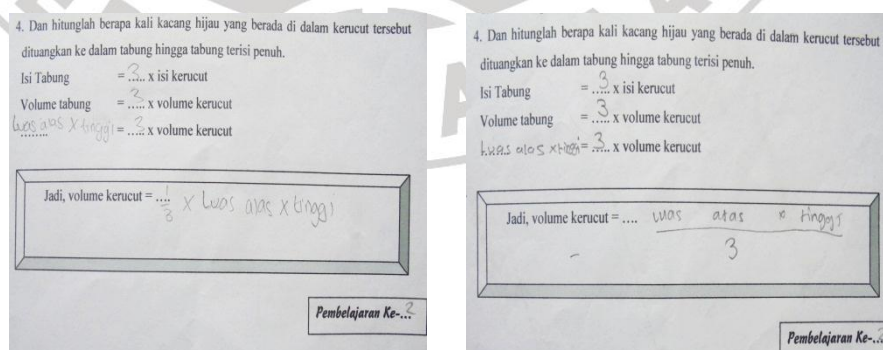 4. Dan hitunglah berapa kali kacang hijau yang berada di dalam kerucut tersebut
dituangkan ke dalam tabung hingga tabung terisi penuh.
Isi Tabung = ..3.. x isi kerucut
Volume tabung = ..3.. x volume kerucut
Luas alas x tinggi = ..3.. x volume kerucut
Jadi, volume kerucut = .... 1/3 x Luas alas x tinggi
Pembelajaran Ke-...2
4. Dan hitunglah berapa kali kacang hijau yang berada di dalam kerucut tersebut
dituangkan ke dalam tabung hingga tabung terisi penuh.
Isi Tabung = ..3.. x isi kerucut
Volume tabung = ..3.. x volume kerucut
Luas alas x tinggi = ..3.. x volume kerucut
Jadi, volume kerucut = .... luas alas x tinggi
3
Pembelajaran Ke-...